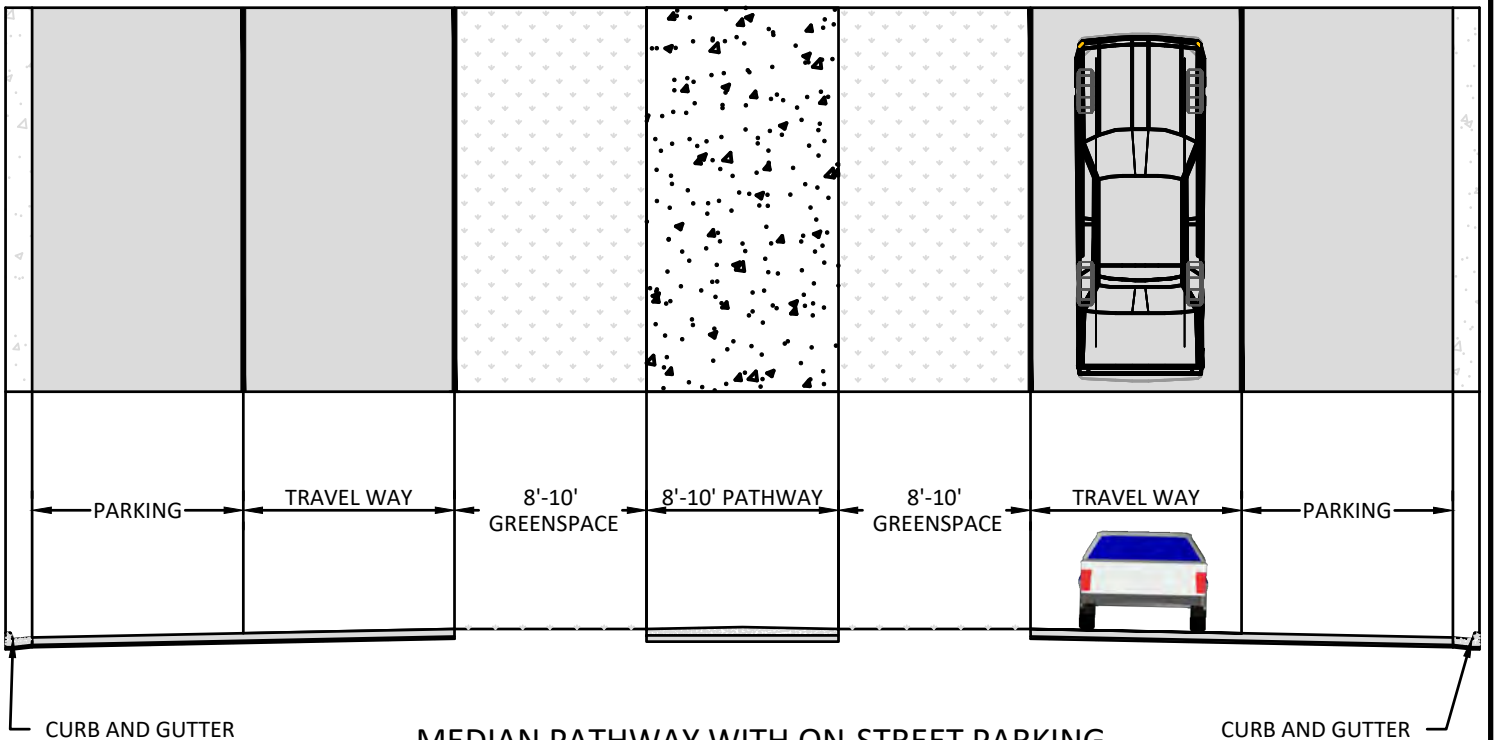 PARKING
TRAVEL WAY
8'-10'
GREENSPACE
8'-10' PATHWAY
8'-10'
GREENSPACE
TRAVEL WAY
PARKING
CURB AND GUTTER
MEDIAN PATHWAY WITH ON-STREET PARKING
CURB AND GUTTER